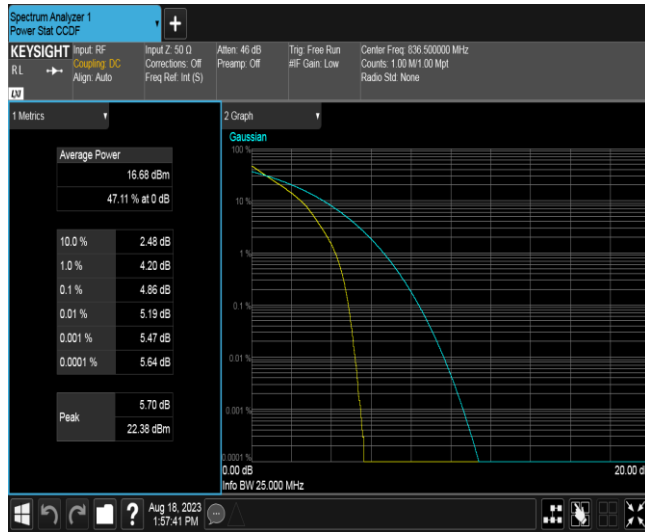 Spectrum Analyzer 1
Power Stat CCDF
+
KEYSIGHT
RL
LXI
Input: RF
Coupling: DC
Align: Auto
Input Z: 50 Ω
Corrections: Off
Freq Ref: Int (S)
Atten: 46 dB
Preamp: Off
Trig: Free Run
#IF Gain: Low
Center Freq: 836.500000 MHz
Counts: 1.00 M/1.00 Mpt
Radio Std: None
1 Metrics
Average Power
16.68 dBm
47.11 % at 0 dB
10.0 % 2.48 dB
1.0 % 4.20 dB
0.1 % 4.86 dB
0.01 % 5.19 dB
0.001 % 5.47 dB
0.0001 % 5.64 dB
Peak
5.70 dB
22.38 dBm
2 Graph
Gaussian
100 %
10 %
1 %
0.1 %
0.01 %
0.001 %
0.0001 %
0.00 dB 20.00 d
Info BW 25.000 MHz
?
Aug 18, 2023
1:57:41 PM